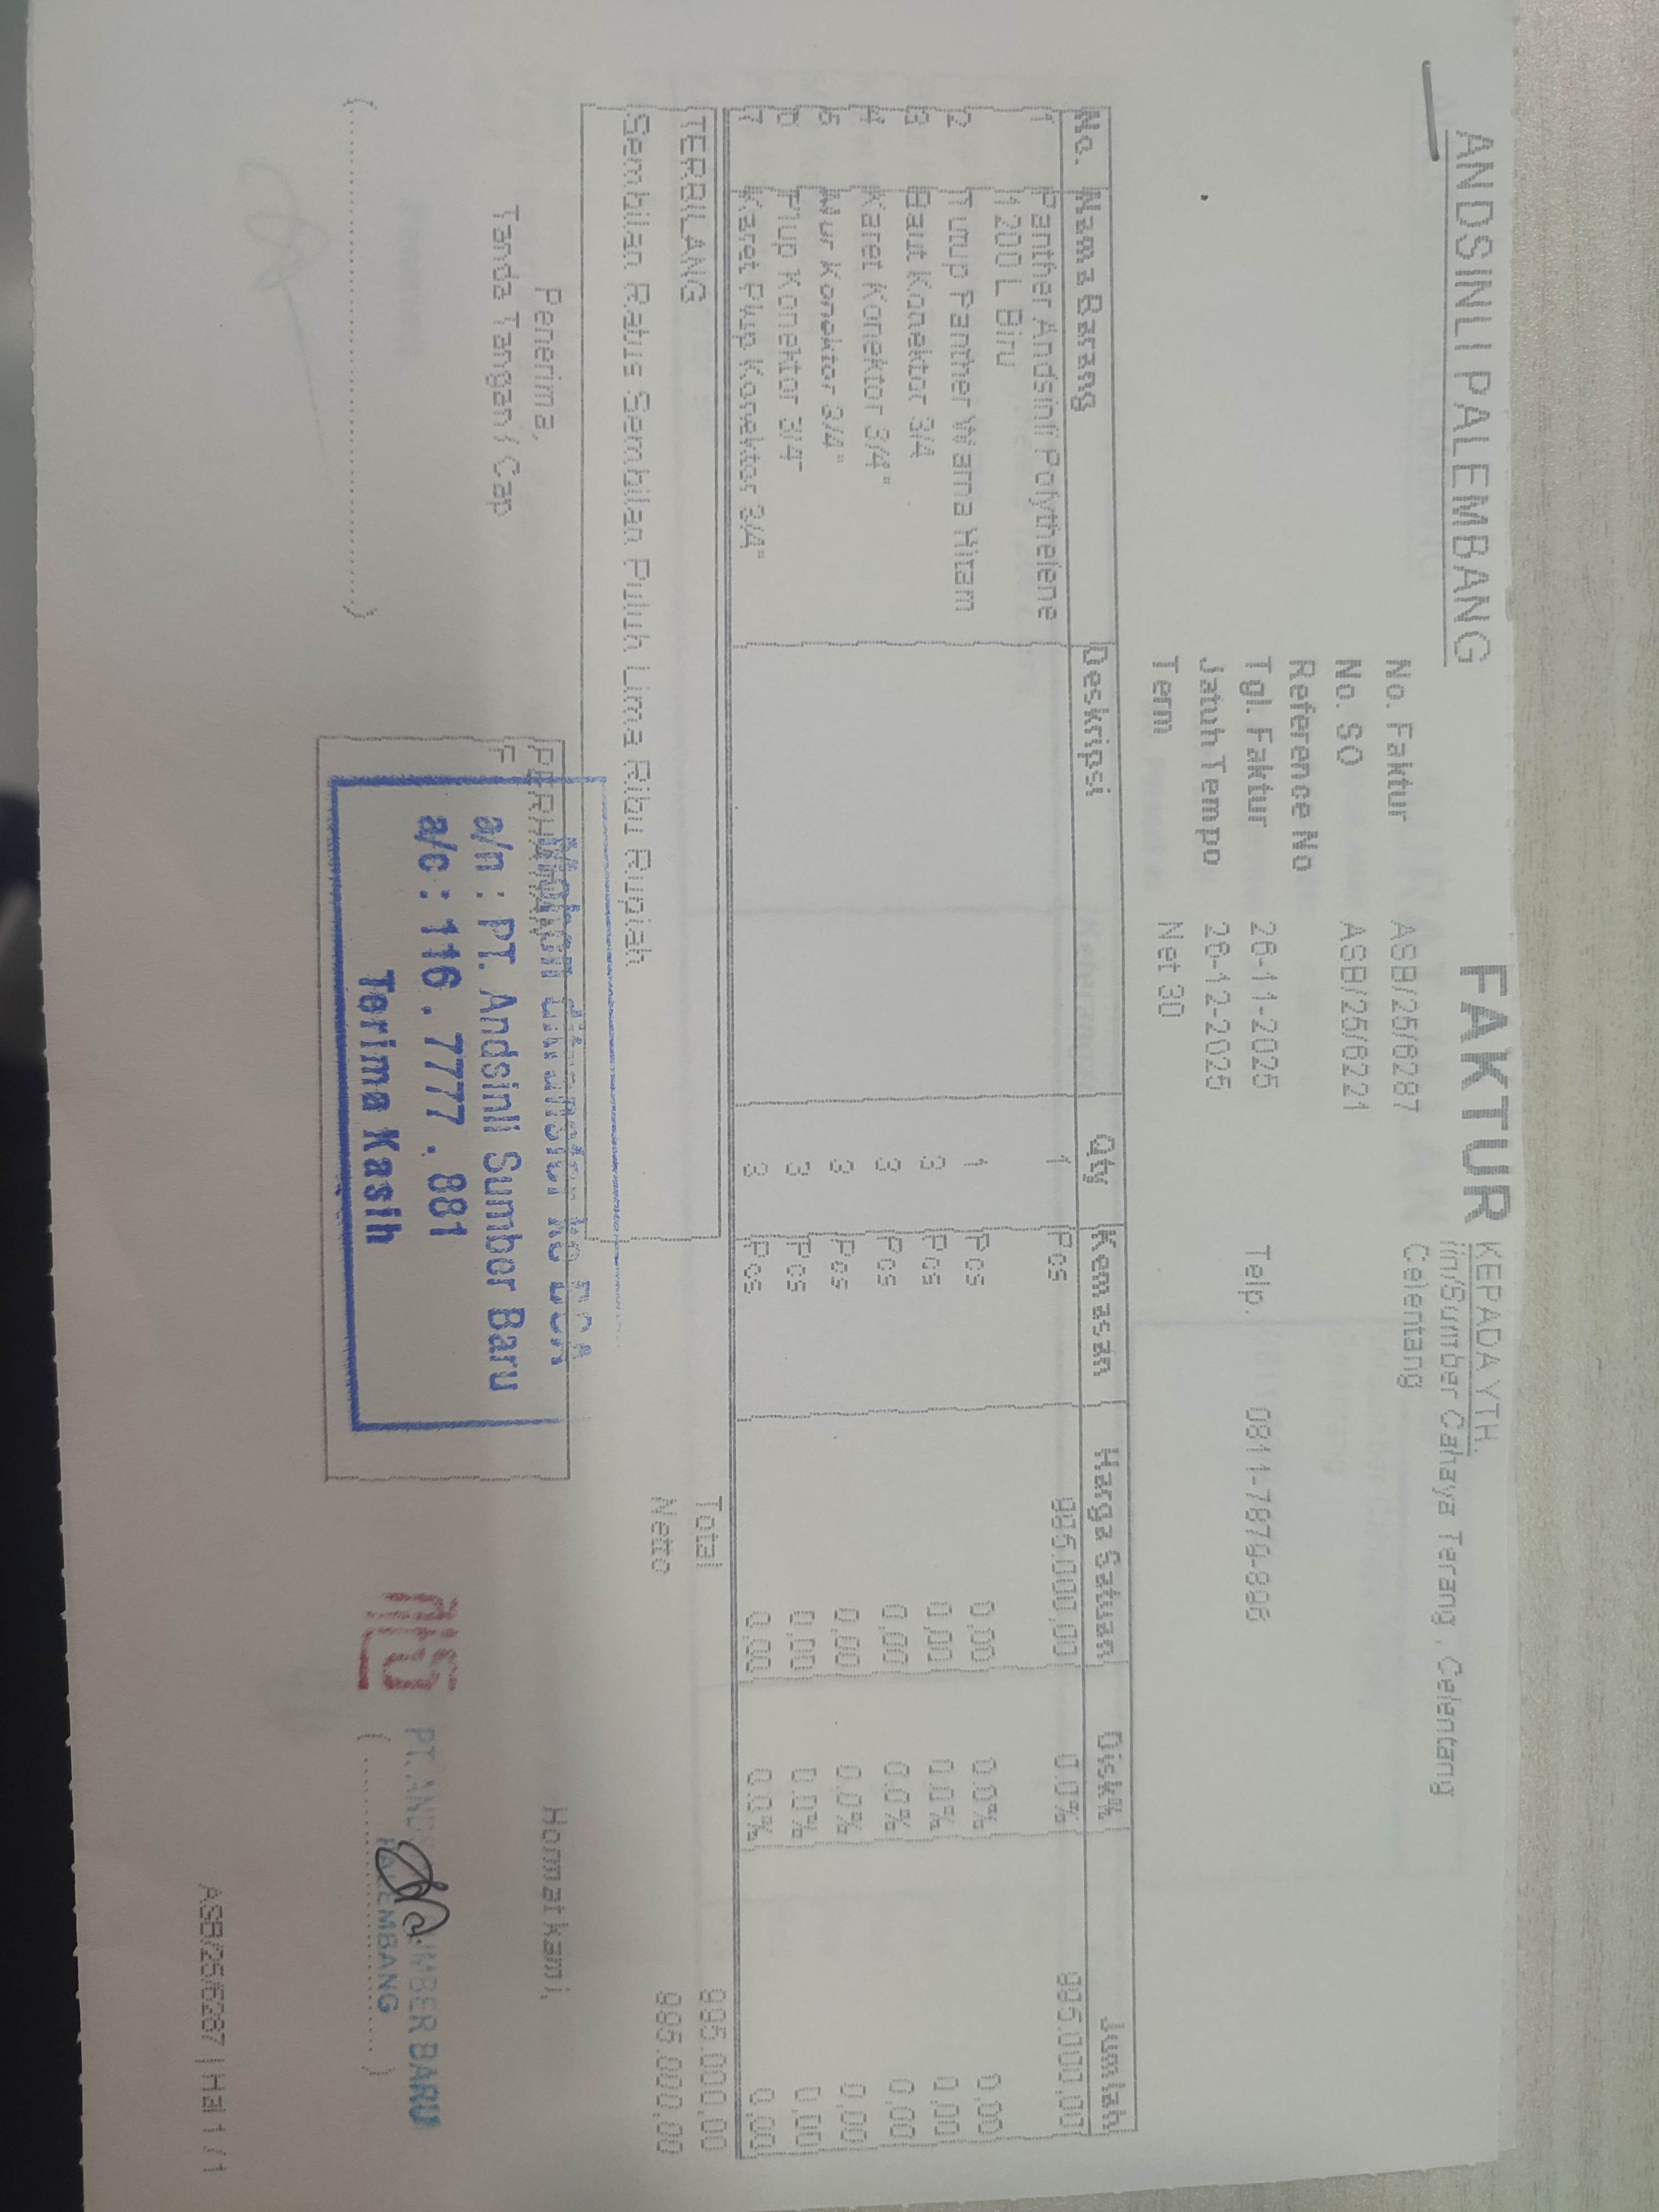 ANDSINLI PALEMBANG
FAKTUR
KEPADA YTH.
iin/Sumber Cahaya Terang , Celentang
Celentang
No. Faktur ASB/25/6287
No. SO ASB/25/6221
Reference No
Tgl. Faktur 28-11-2025
Jatuh Tempo 28-12-2025
Term Net 30
Telp. 0811-7879-898
No. Nama Barang Deskripsi Qty Kemasan Harga Satuan Disk% Jumlah
1 Panther Andsinli Polythelene 1 Pcs 995.000,00 0.0% 995.000,00
1200 L Biru
2 Tutup Panther Warna Hitam 1 Pcs 0,00 0.0% 0,00
3 Baut Konektor 3/4 3 Pcs 0,00 0.0% 0,00
4 Karet Konektor 3/4" 3 Pcs 0,00 0.0% 0,00
5 Mur Konektor 3/4" 3 Pcs 0,00 0.0% 0,00
6 Plup Konektor 3/4" 3 Pcs 0,00 0.0% 0,00
7 Karet Plup Konektor 3/4" 3 Pcs 0,00 0.0% 0,00
TERBILANG
Sembilan Ratus Sembilan Puluh Lima Ribu Rupiah
Total 995.000,00
Netto 995.000,00
Penerima,
Tanda Tangan / Cap
Hormat kami,
Mohon ditransfer ke BCA
a/n : PT. Andsinli Sumber Baru
a/c : 116 . 7777 . 881
Terima Kasih
BARU
PALEMBANG
ASB/25/6287 | Hal 1 / 1